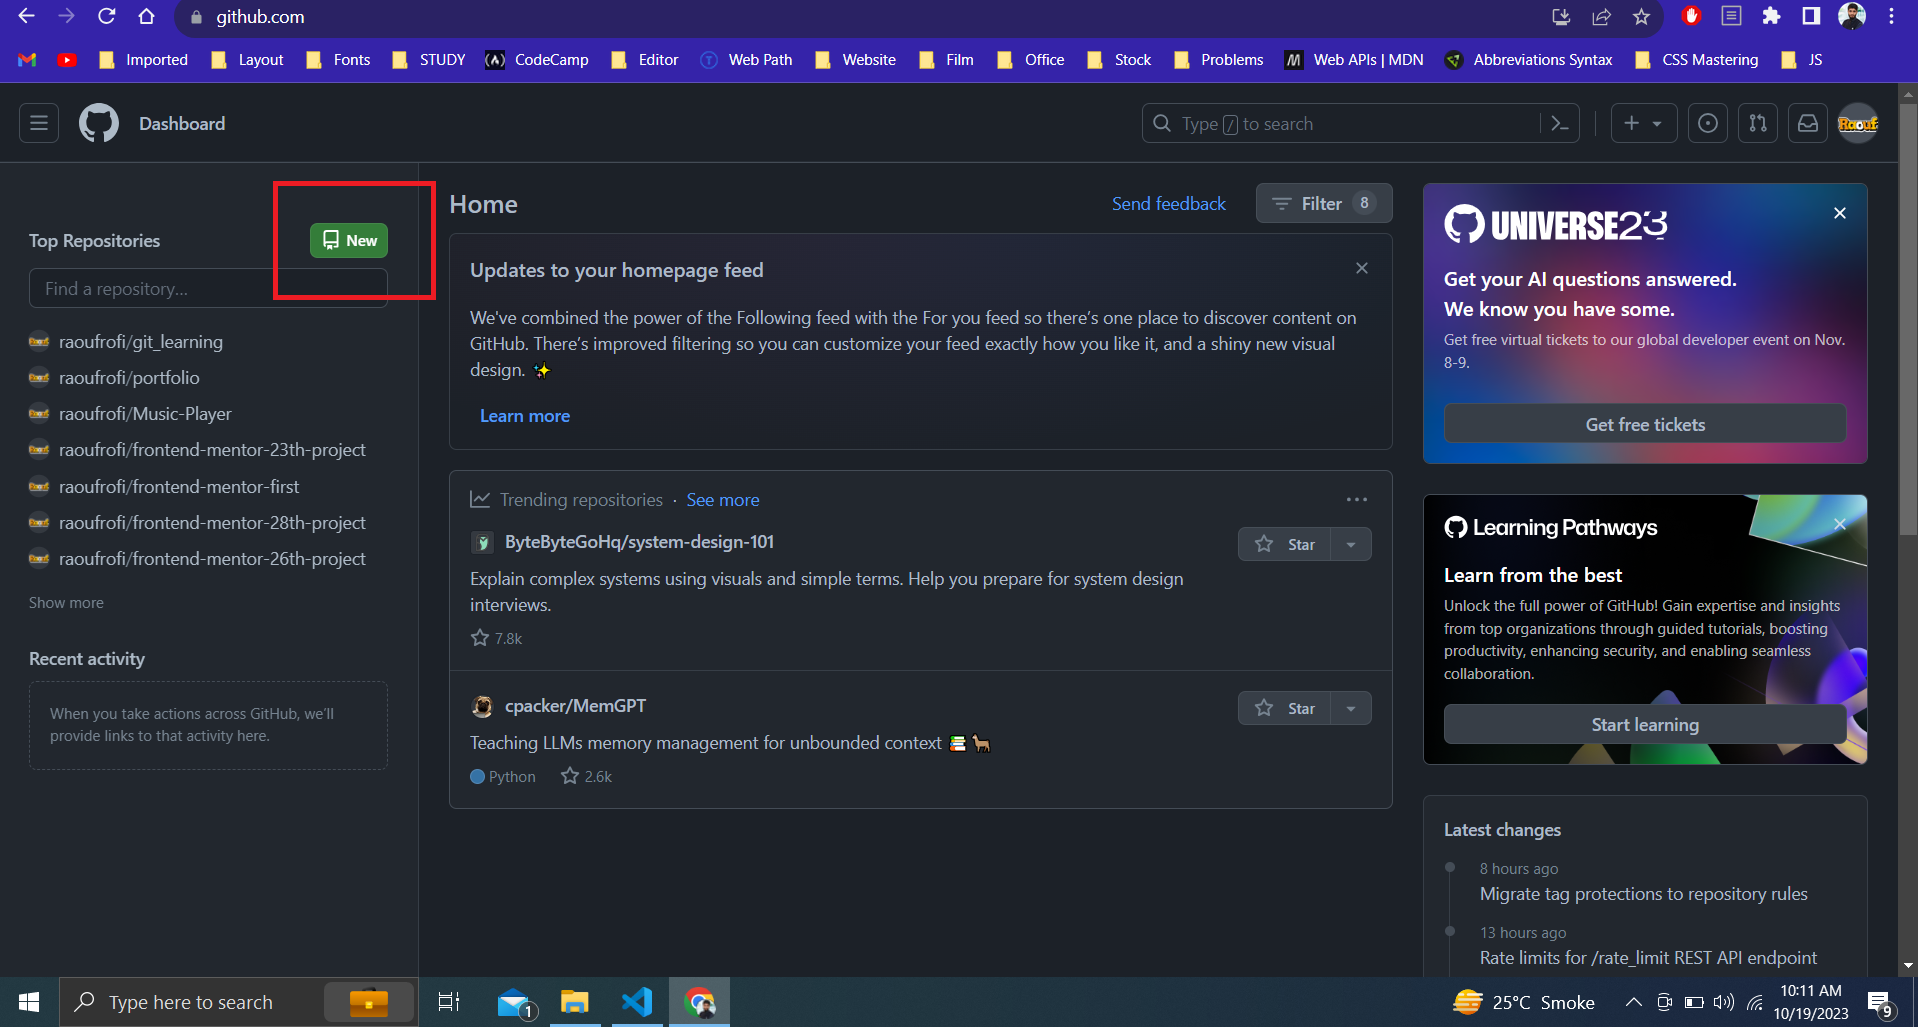 github.com
Imported Layout Fonts STUDY CodeCamp Editor Web Path Website Film Office Stock Problems Web APIs | MDN Abbreviations Syntax CSS Mastering JS
Dashboard
Type / to search
Raouf
Top Repositories
New
Find a repository...
raoufrofi/git_learning
raoufrofi/portfolio
raoufrofi/Music-Player
raoufrofi/frontend-mentor-23th-project
raoufrofi/frontend-mentor-first
raoufrofi/frontend-mentor-28th-project
raoufrofi/frontend-mentor-26th-project
Show more
Recent activity
When you take actions across GitHub, we'll
provide links to that activity here.
Home
Send feedback
Filter 8
Updates to your homepage feed
We've combined the power of the Following feed with the For you feed so there's one place to discover content on
GitHub. There's improved filtering so you can customize your feed exactly how you like it, and a shiny new visual
design. ✨
Learn more
Trending repositories · See more
ByteByteGoHq/system-design-101
Star
Explain complex systems using visuals and simple terms. Help you prepare for system design
interviews.
7.8k
cpacker/MemGPT
Star
Teaching LLMs memory management for unbounded context 📚🦙
Python 2.6k
UNIVERSE23
Get your AI questions answered.
We know you have some.
Get free virtual tickets to our global developer event on Nov.
8-9.
Get free tickets
Learning Pathways
Learn from the best
Unlock the full power of GitHub! Gain expertise and insights
from top organizations through guided tutorials, boosting
productivity, enhancing security, and enabling seamless
collaboration.
Start learning
Latest changes
8 hours ago
Migrate tag protections to repository rules
13 hours ago
Rate limits for /rate_limit REST API endpoint
Type here to search
1
25°C Smoke
10:11 AM
10/19/2023
9